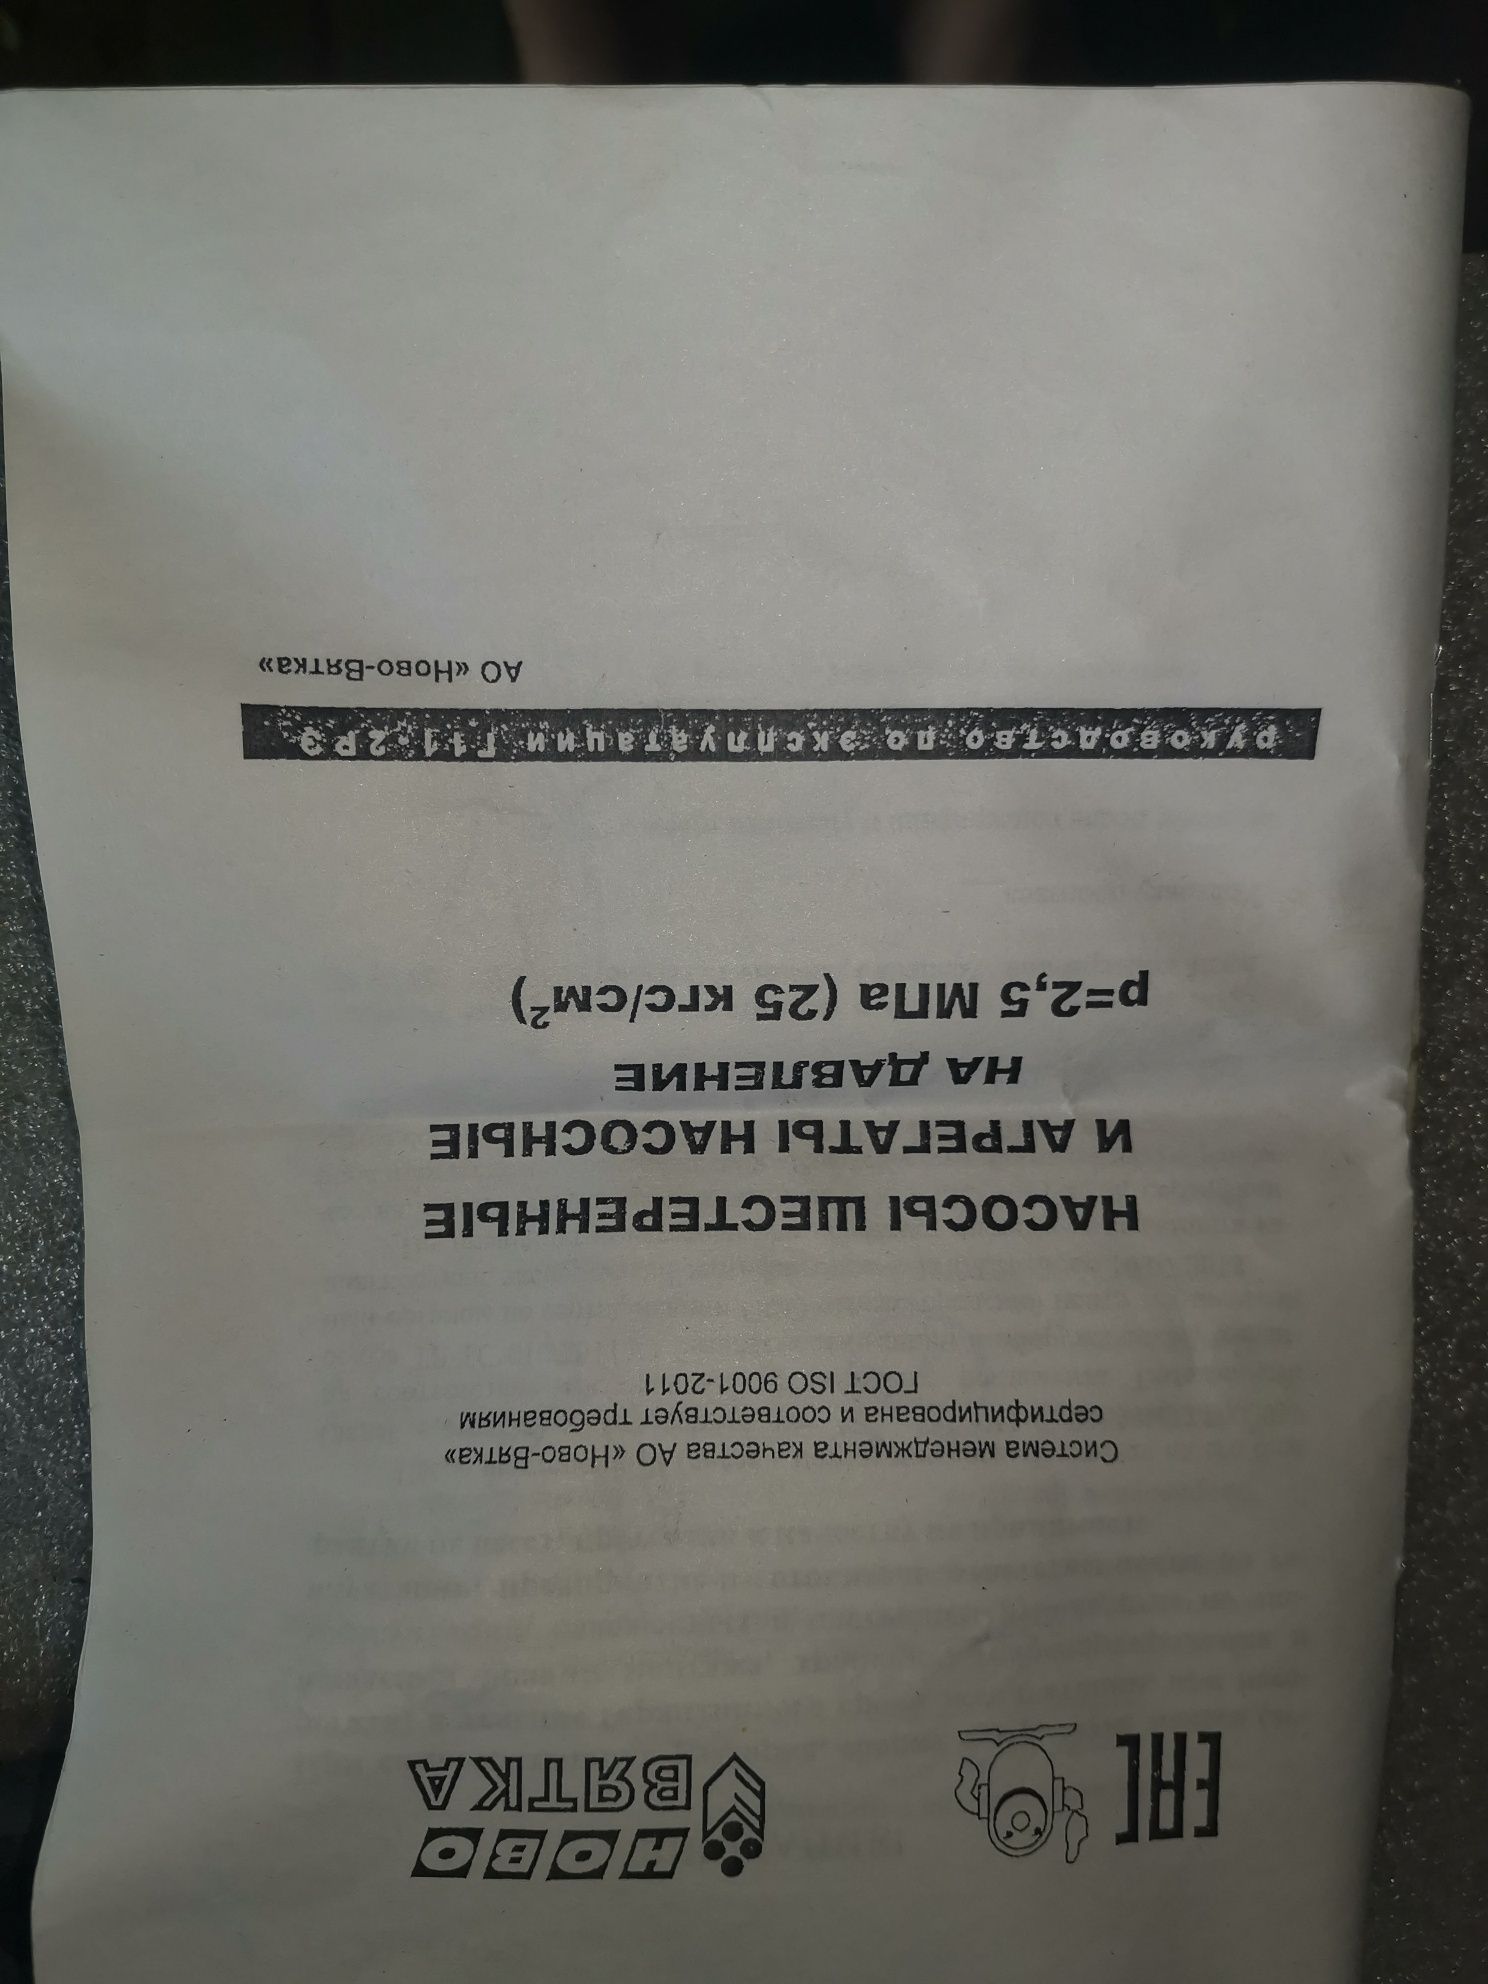 ЕАС
НОВО
ВЯТКА
Система менеджмента качества АО «Ново-Вятка»
сертифицирована и соответствует требованиям
ГОСТ ISO 9001-2011
НАСОСЫ ШЕСТЕРЕННЫЕ
И АГРЕГАТЫ НАСОСНЫЕ
НА ДАВЛЕНИЕ
р=2,5 МПа (25 кгс/см²)
руководство по эксплуатации Г11-2РЭ
АО «Ново-Вятка»